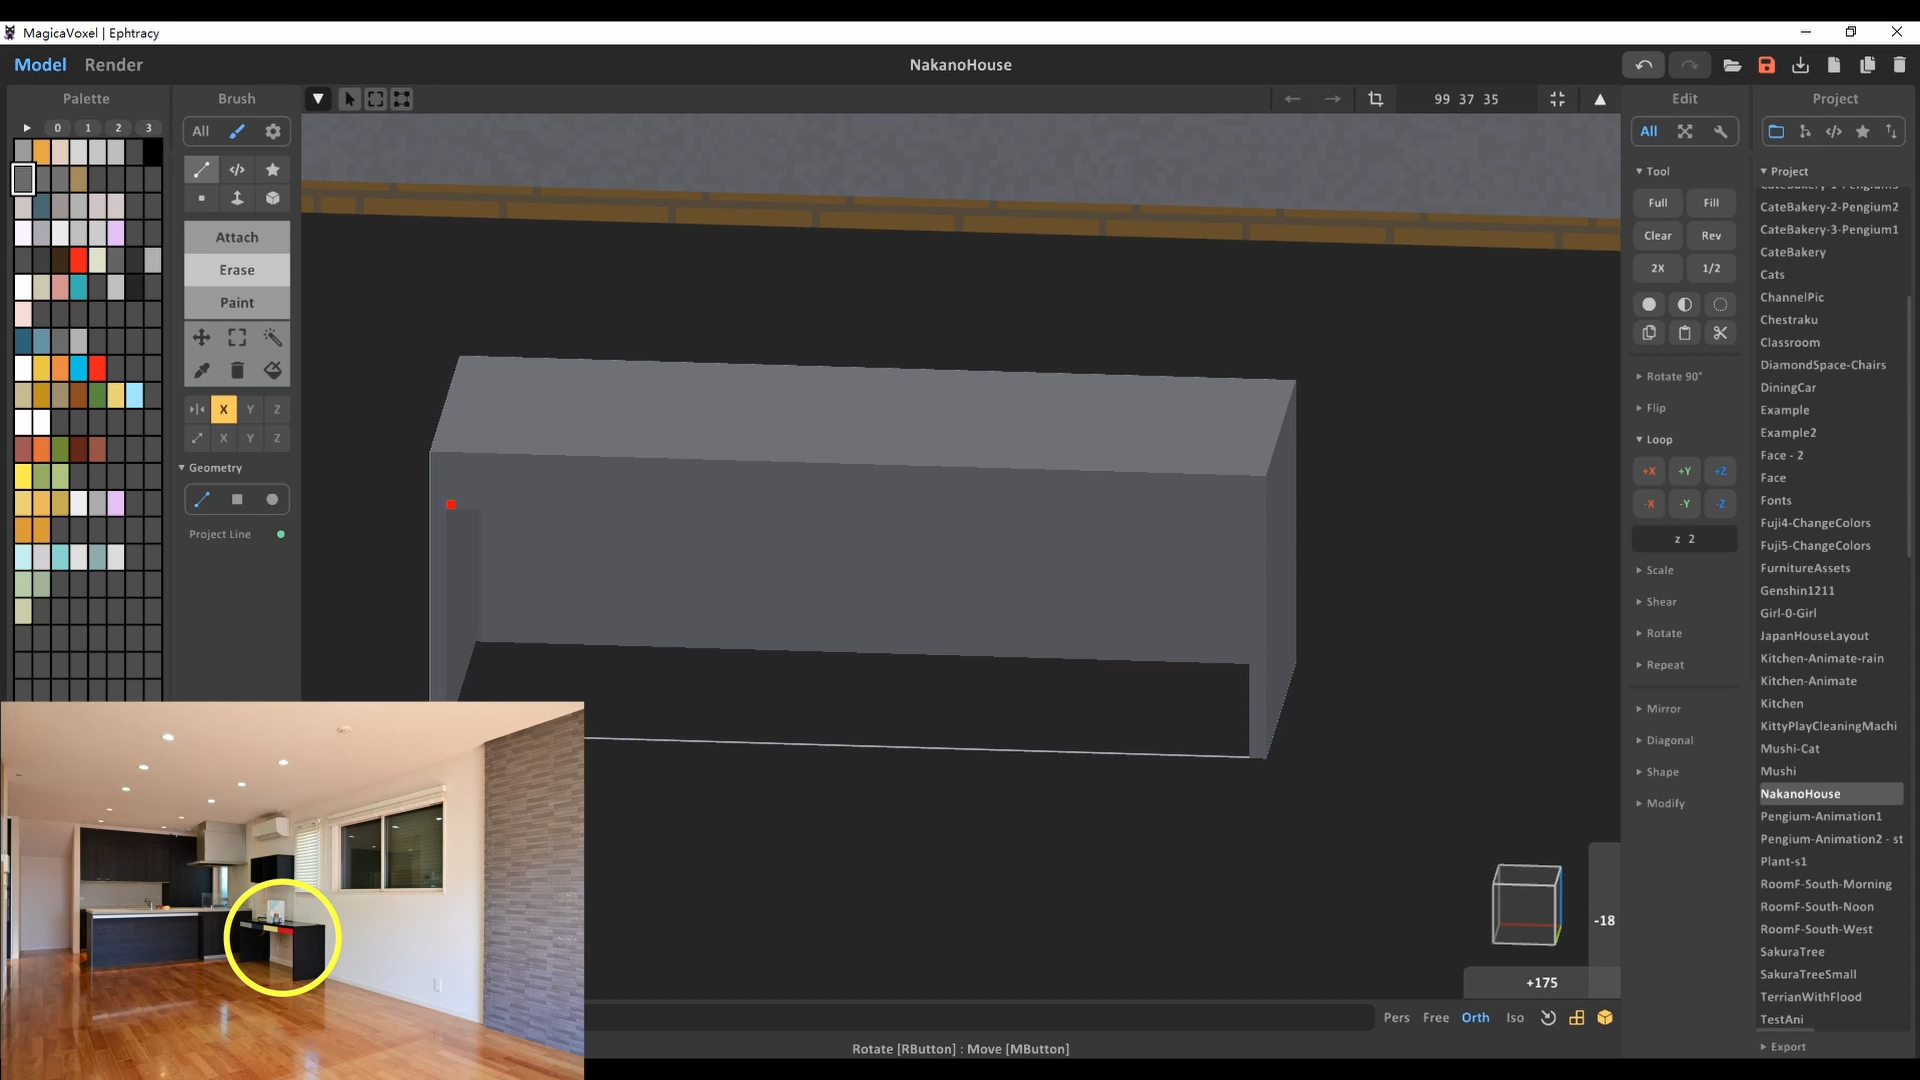 MagicaVoxel | Ephtracy
Model Render
NakanoHouse
Palette
0 1 2 3
Brush
All
Attach
Erase
Paint
X Y Z
X Y Z
Geometry
Project Line
99 37 35
-18
+175
Pers Free Orth Iso
Rotate [RButton] : Move [MButton]
Edit
All
Tool
Full Fill
Clear Rev
2X 1/2
Rotate 90°
Flip
Loop
+X +Y +Z
-X -Y -Z
z 2
Scale
Shear
Rotate
Repeat
Mirror
Diagonal
Shape
Modify
Project
Project
CateBakery-1-Pengium3
CateBakery-2-Pengium2
CateBakery-3-Pengium1
CateBakery
Cats
ChannelPic
Chestraku
Classroom
DiamondSpace-Chairs
DiningCar
Example
Example2
Face - 2
Face
Fonts
Fuji4-ChangeColors
Fuji5-ChangeColors
FurnitureAssets
Genshin1211
Girl-0-Girl
JapanHouseLayout
Kitchen-Animate-rain
Kitchen-Animate
Kitchen
KittyPlayCleaningMachi
Mushi-Cat
Mushi
NakanoHouse
Pengium-Animation1
Pengium-Animation2 - st
Plant-s1
RoomF-South-Morning
RoomF-South-Noon
RoomF-South-West
SakuraTree
SakuraTreeSmall
TerrianWithFlood
TestAni
Export